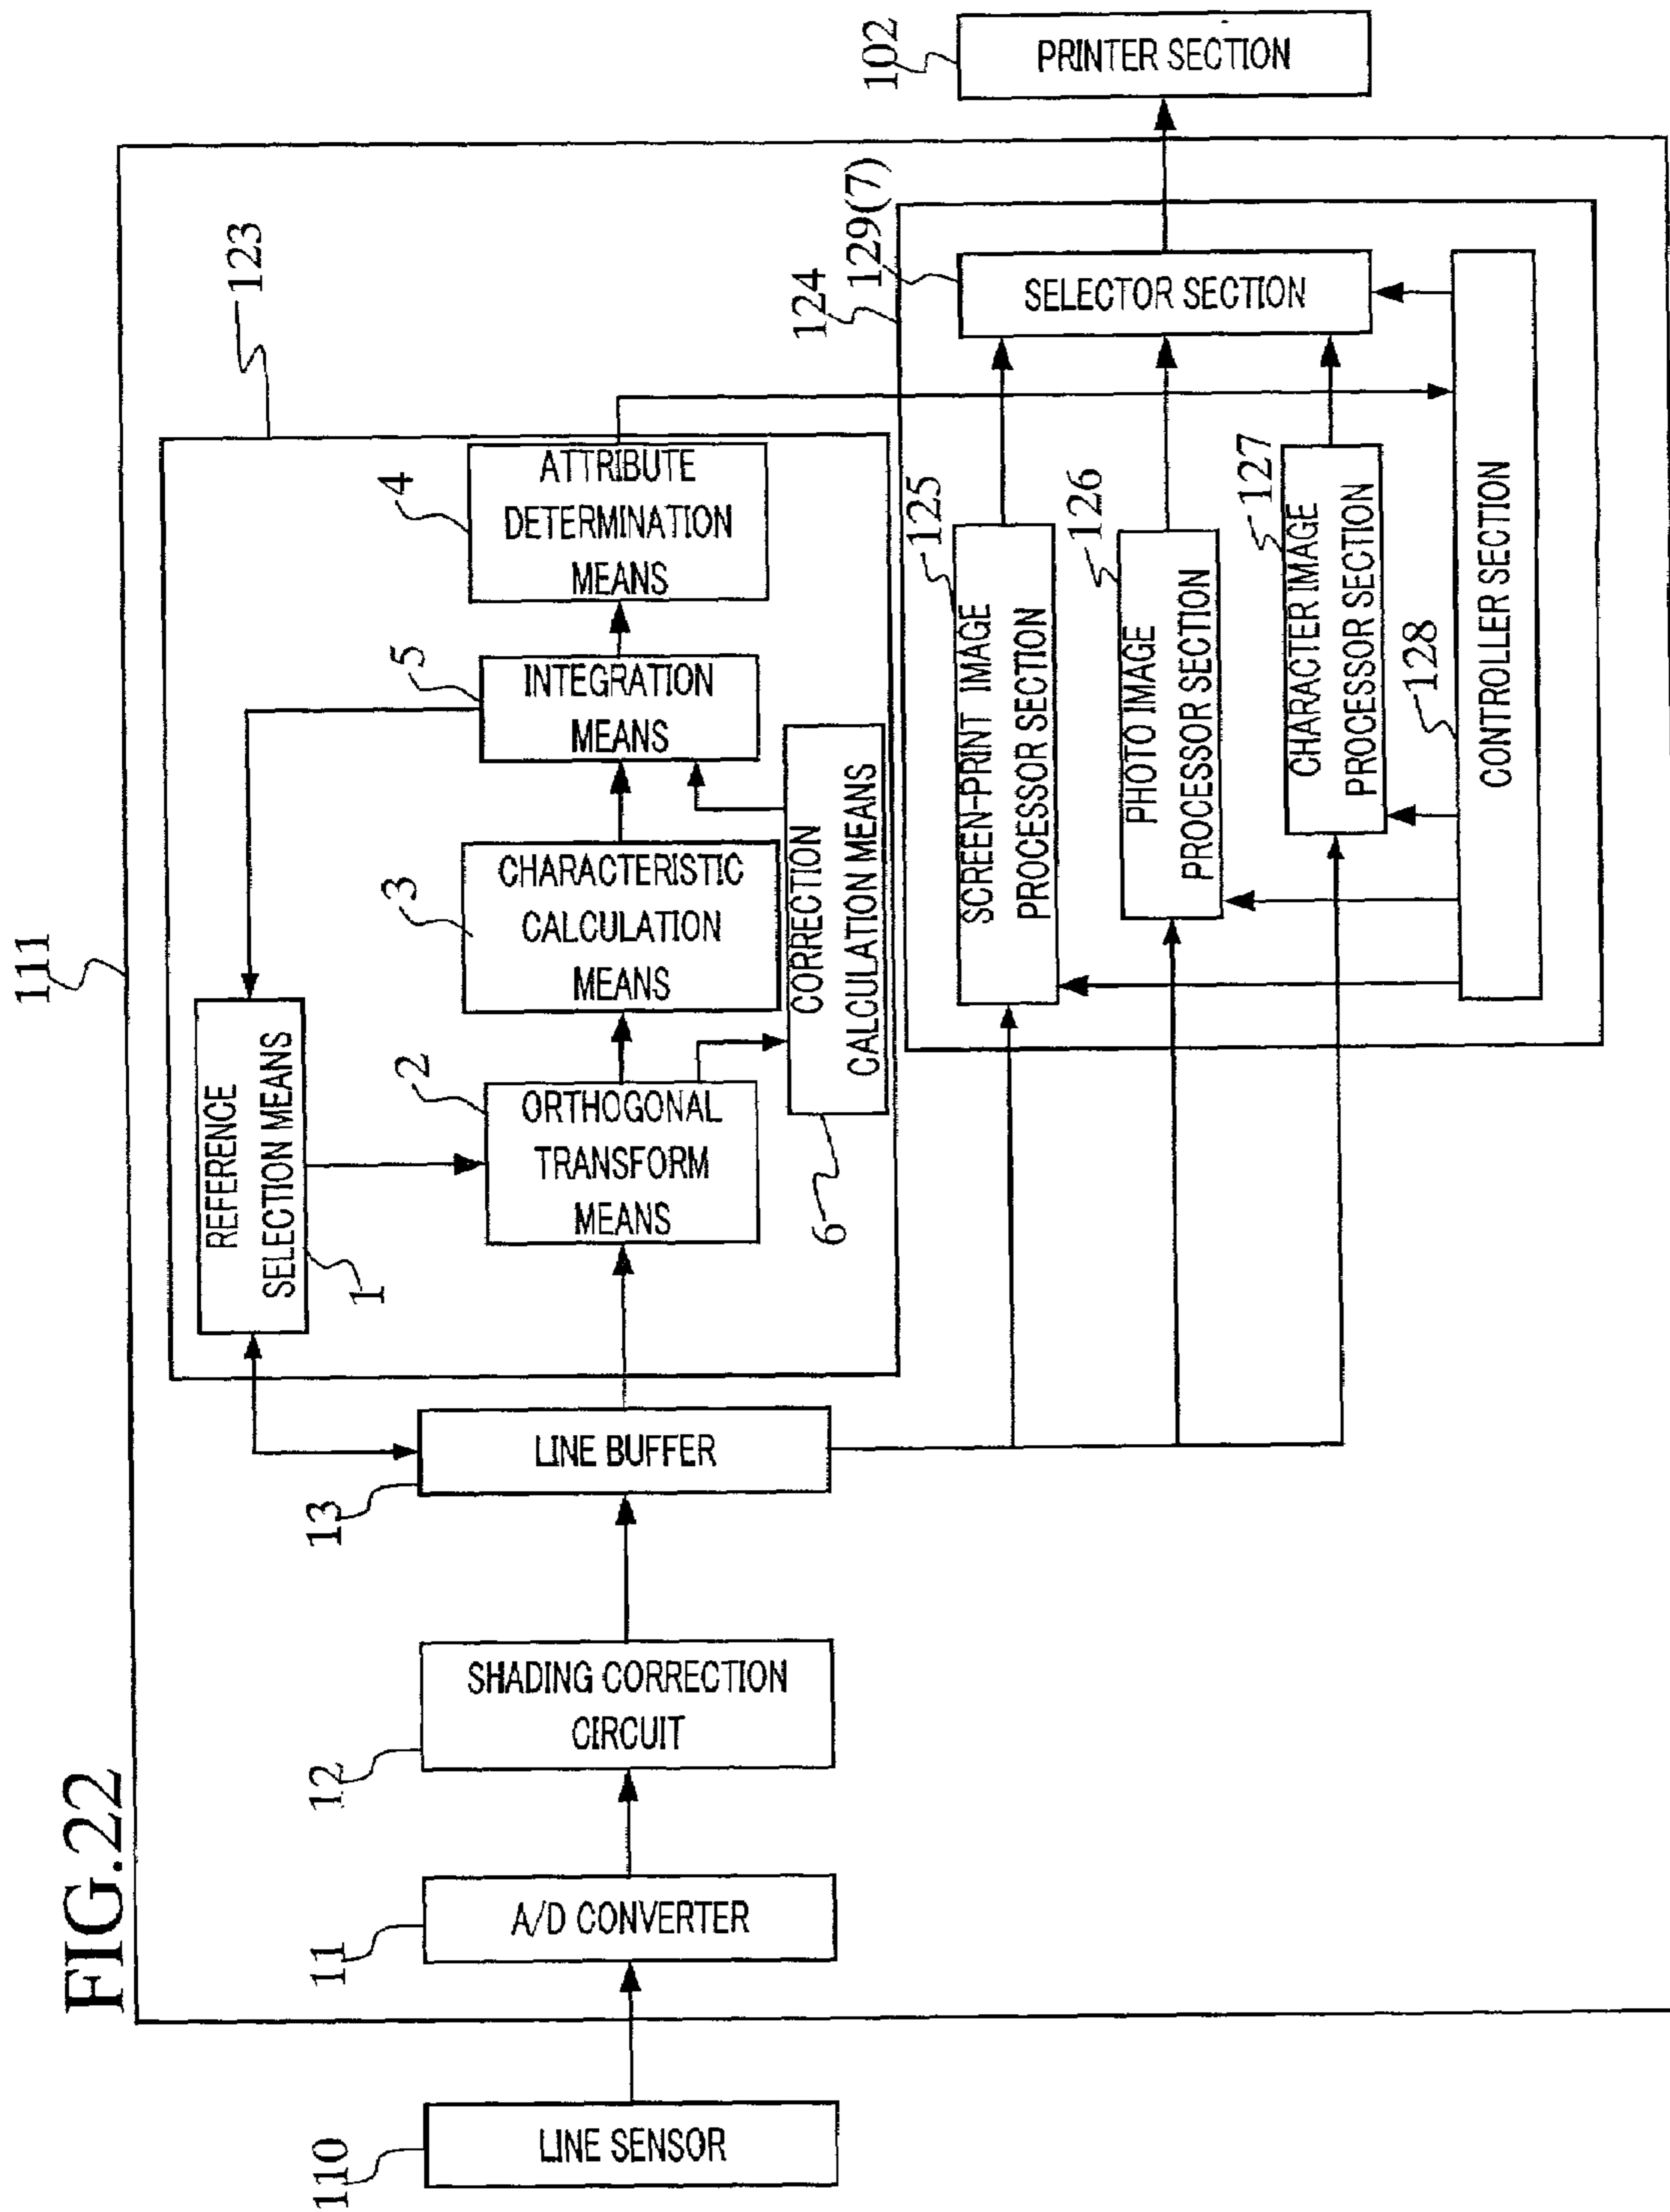 FIG.22
111
110
LINE SENSOR
11
A/D CONVERTER
12
SHADING CORRECTION
CIRCUIT
13
LINE BUFFER
123
REFERENCE
SELECTION MEANS
1
2
ORTHOGONAL
TRANSFORM
MEANS
3
CHARACTERISTIC
CALCULATION
MEANS
5
INTEGRATION
MEANS
4
ATTRIBUTE
DETERMINATION
MEANS
6
CORRECTION
CALCULATION MEANS
124
129(7)
SELECTOR SECTION
125
SCREEN-PRINT IMAGE
PROCESSOR SECTION
126
PHOTO IMAGE
PROCESSOR SECTION
127
CHARACTER IMAGE
PROCESSOR SECTION
128
CONTROLLER SECTION
102
PRINTER SECTION